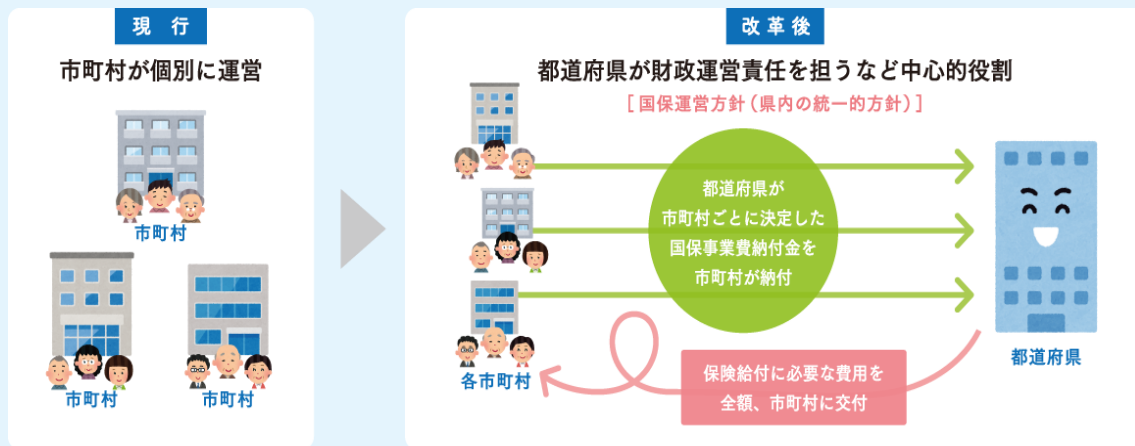 現 行
市町村が個別に運営
市町村
市町村
市町村
改革後
都道府県が財政運営責任を担うなど中心的役割
[ 国保運営方針（県内の統一的方針）]
都道府県が
市町村ごとに決定した
国保事業費納付金を
市町村が納付
各市町村
保険給付に必要な費用を
全額、市町村に交付
都道府県